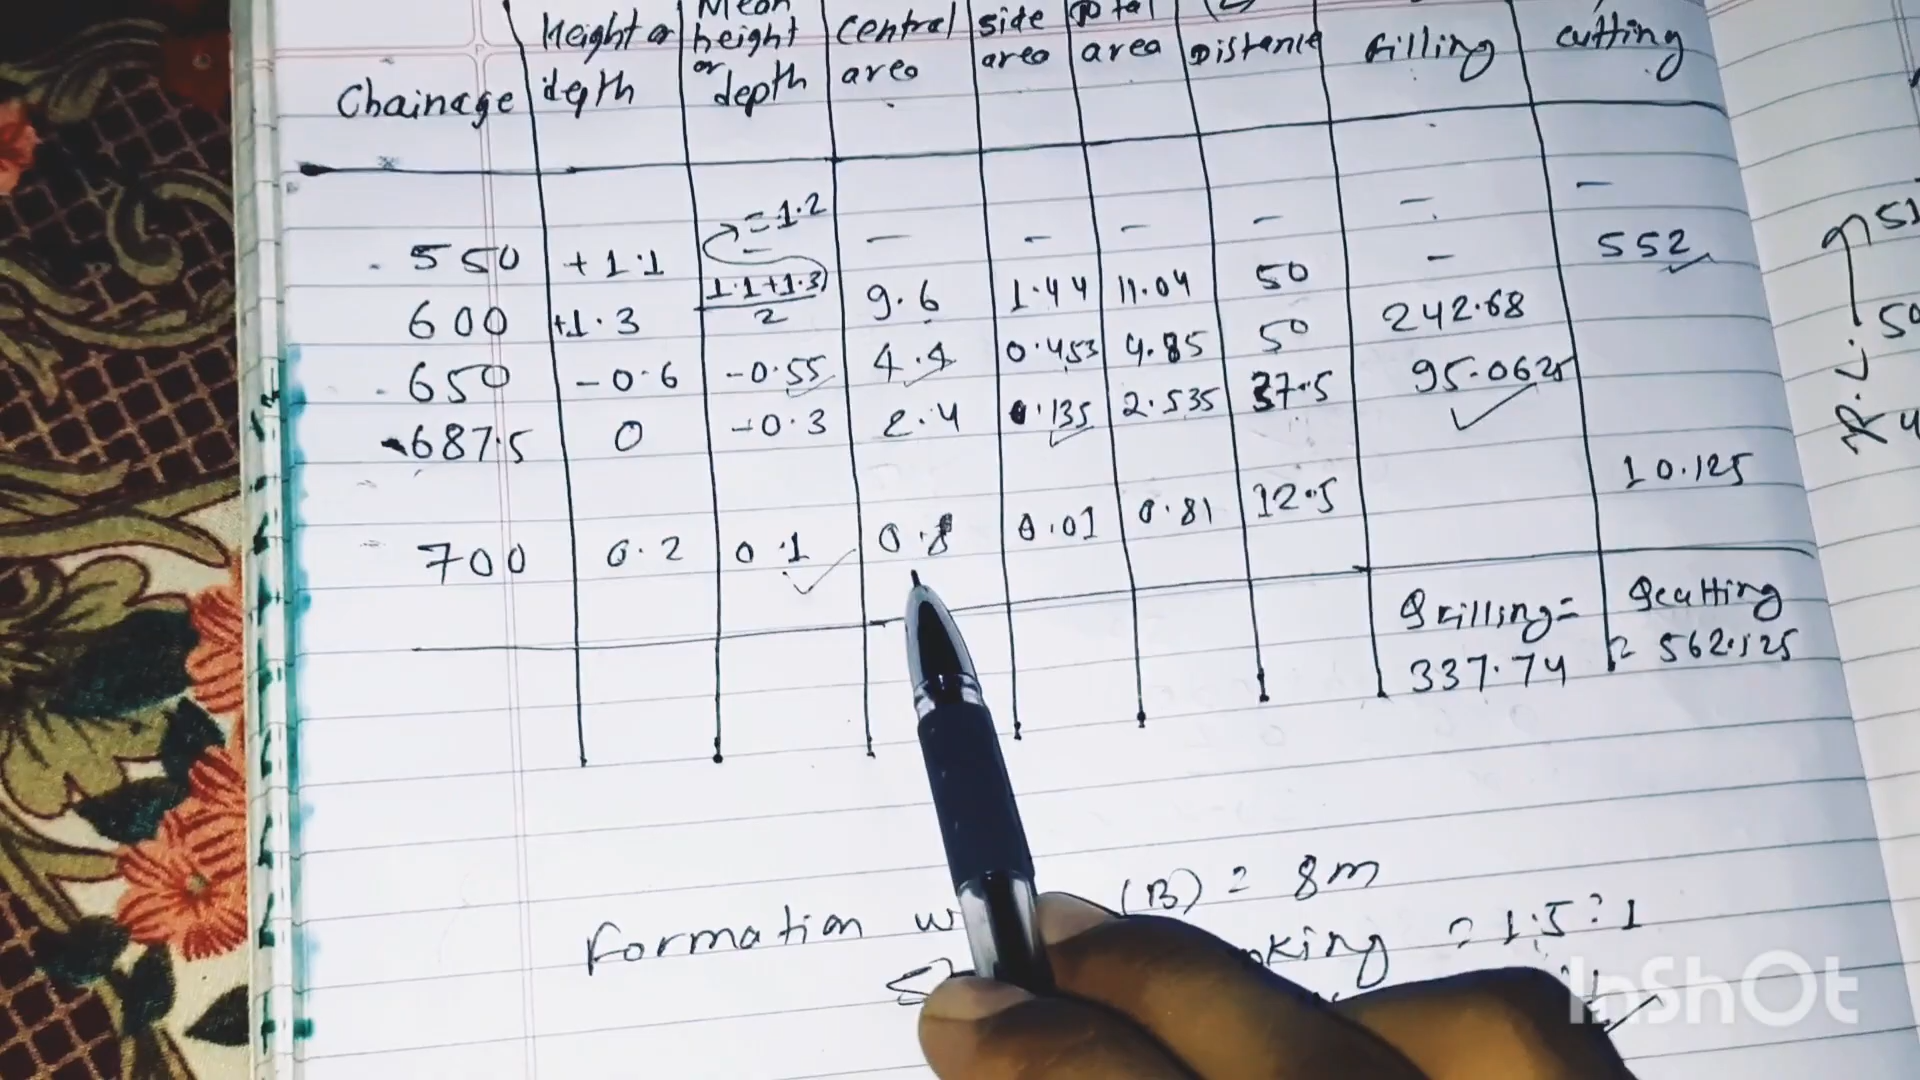 Chainage Height or depth Mean height or depth central area side area total area Distance filling cutting
550 +1.1 - - - - - - -
= 1.2
600 +1.3 1.1+1.3) / 2 9.6 1.44 11.04 50 - 552
650 -0.6 -0.55 4.4 0.453 4.85 50 242.68
687.5 0 -0.3 2.4 0.135 2.535 37.5 95.0625
700 0.2 0.1 0.8 0.01 0.81 12.5 10.125
Qfilling =
337.74
Qcutting
= 562.125
Formation (B) = 8m
= 1.5:1
InShOt